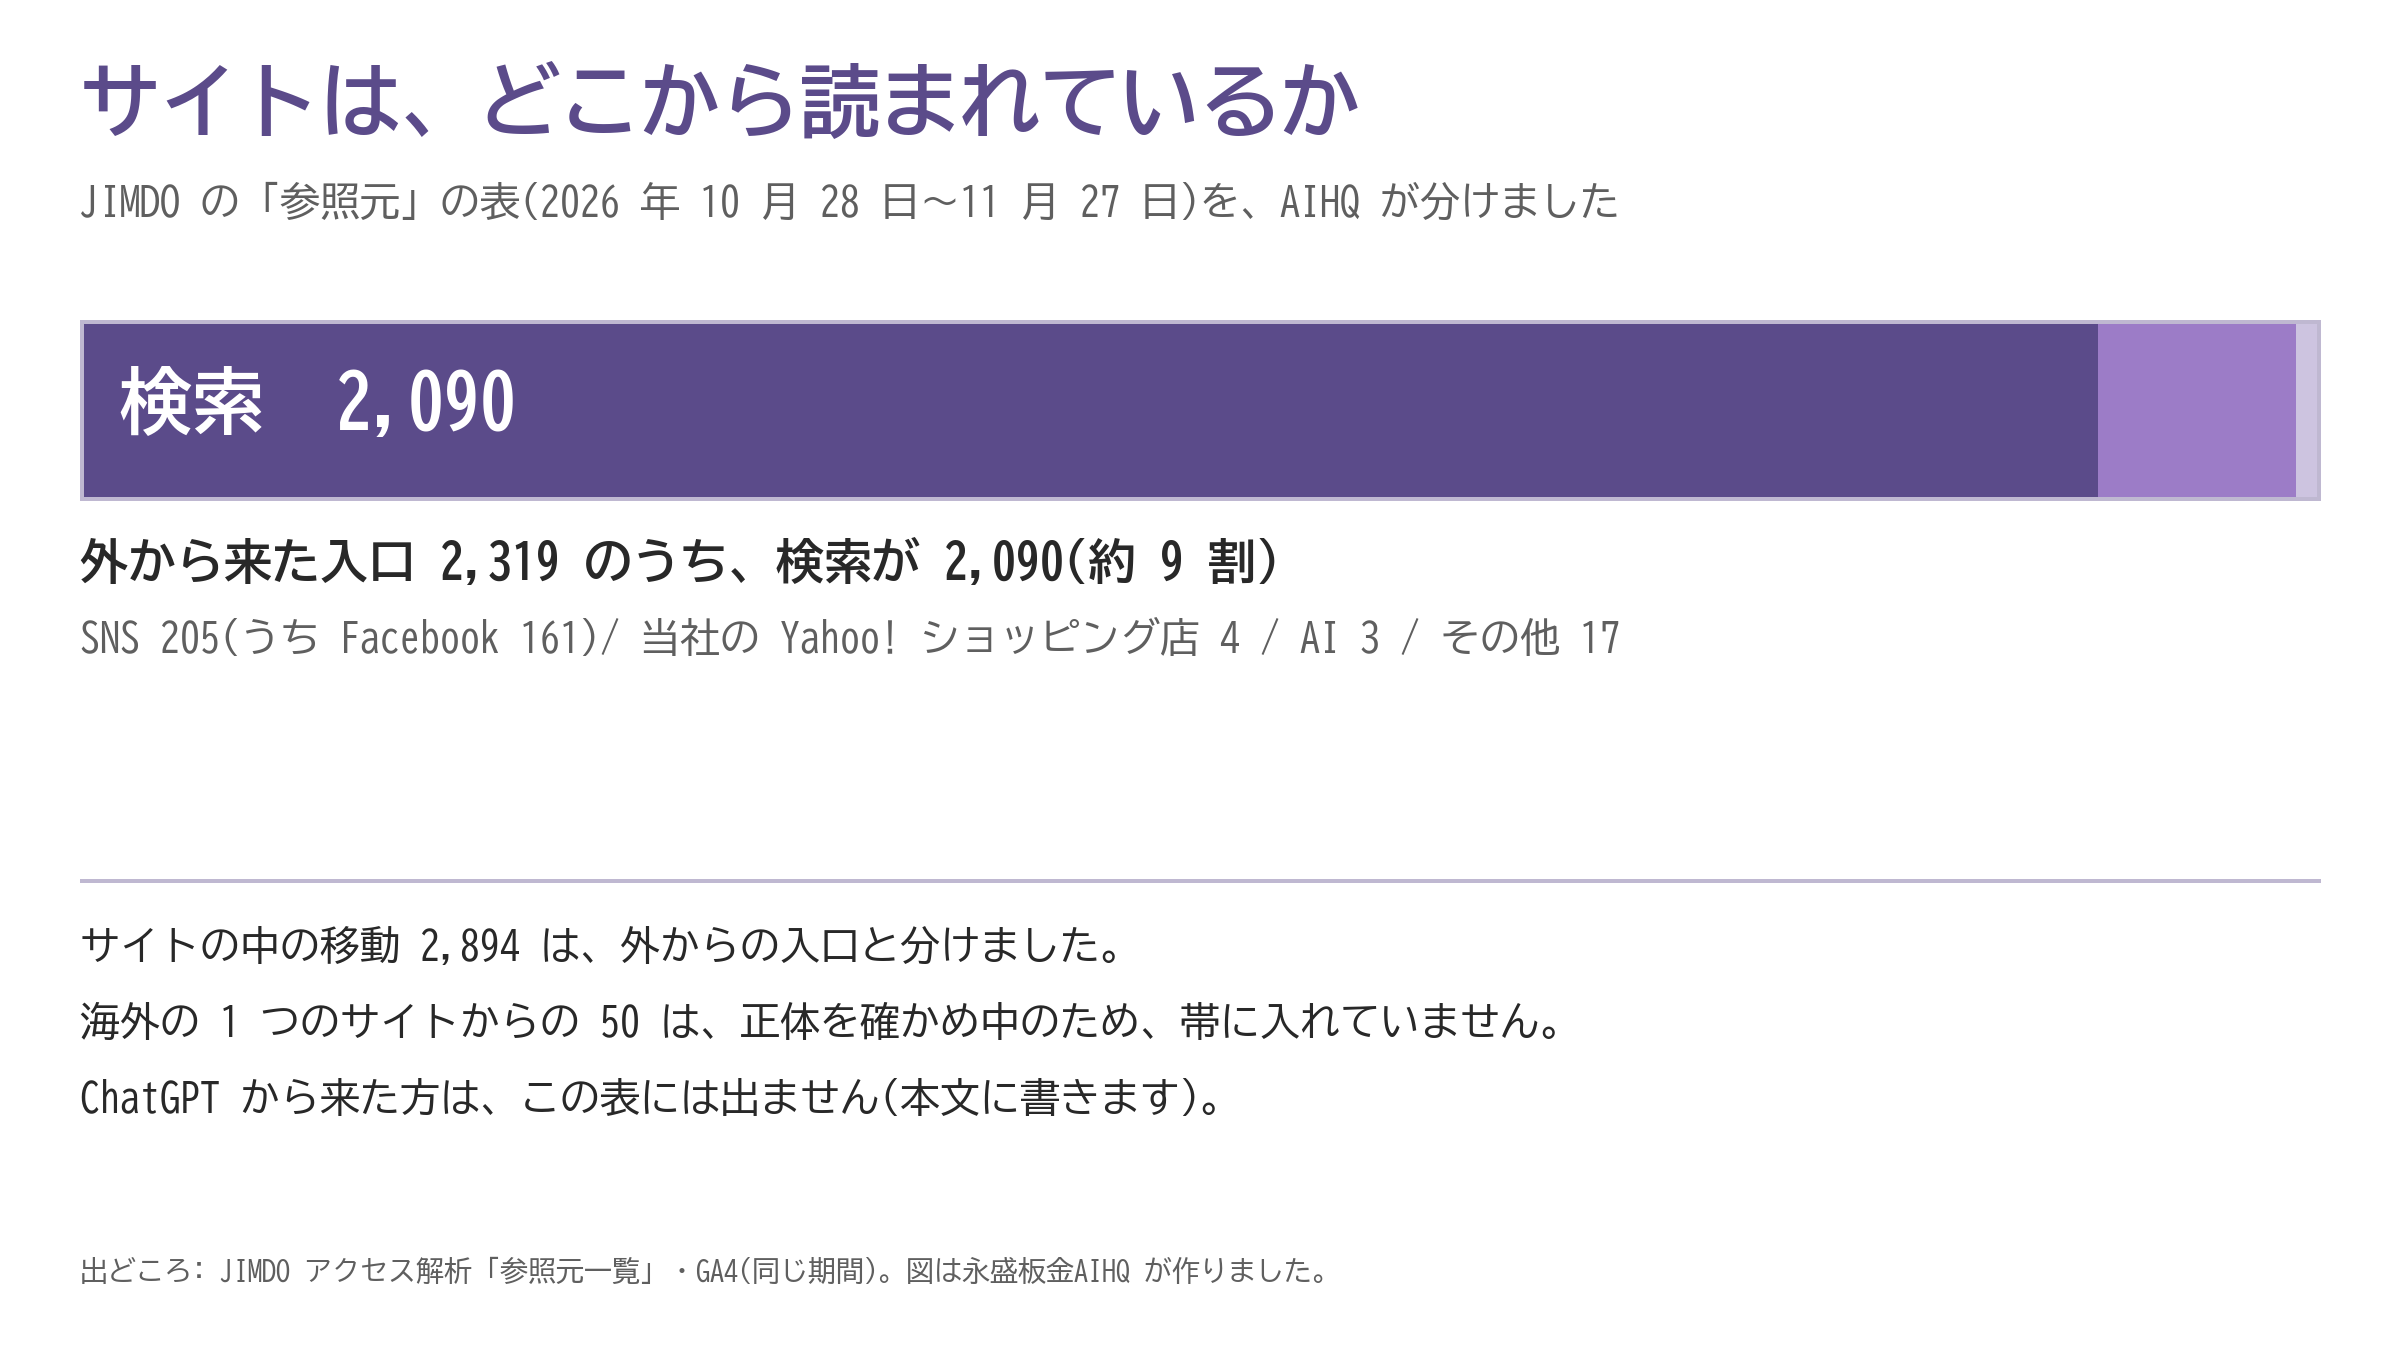 サイトは、どこから読まれているか
JIMDO の「参照元」の表(2026 年 10 月 28 日〜11 月 27 日)を、AIHQ が分けました
検索　2,090
外から来た入口 2,319 のうち、検索が 2,090(約 9 割)
SNS 205(うち Facebook 161)/ 当社の Yahoo! ショッピング店 4 / AI 3 / その他 17
サイトの中の移動 2,894 は、外からの入口と分けました。
海外の 1 つのサイトからの 50 は、正体を確かめ中のため、帯に入れていません。
ChatGPT から来た方は、この表には出ません(本文に書きます)。
出どころ: JIMDO アクセス解析「参照元一覧」・GA4(同じ期間)。図は永盛板金AIHQ が作りました。